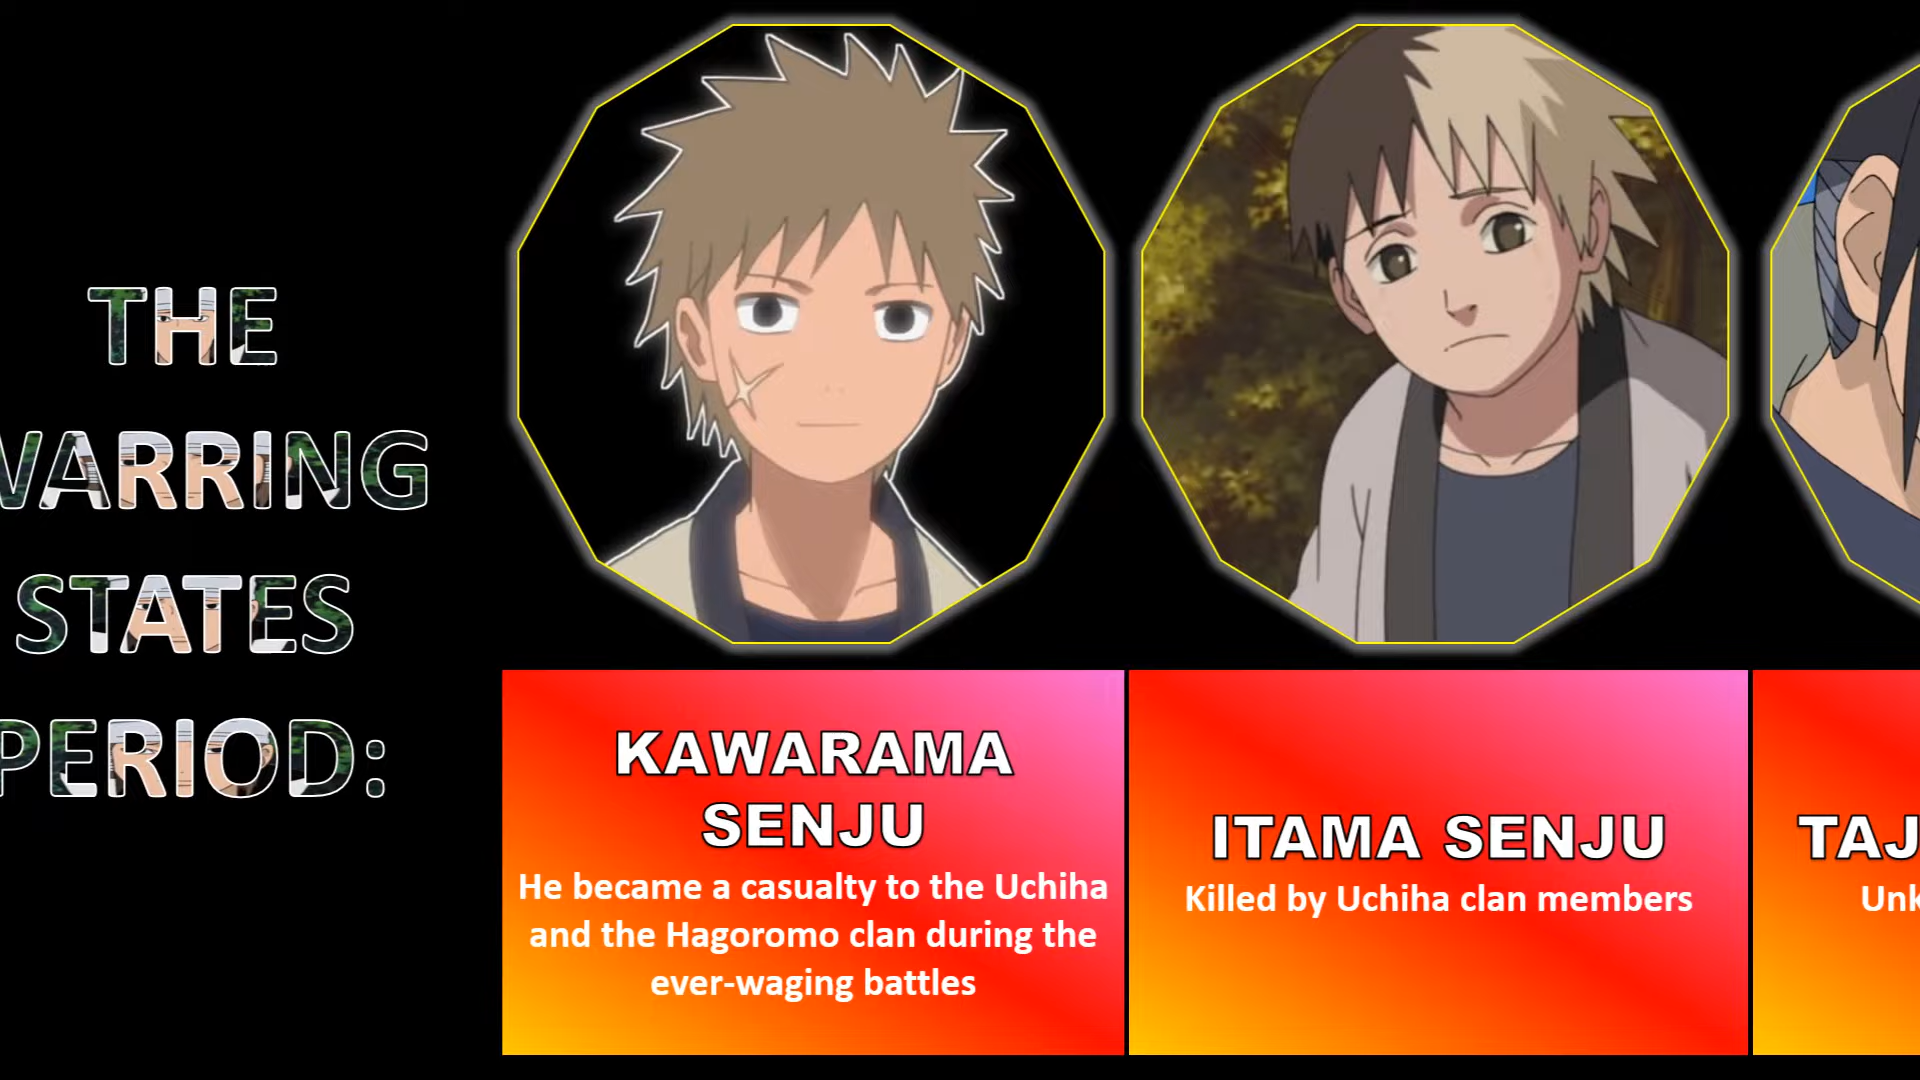 THE
WARRING
STATES
PERIOD:
KAWARAMA
SENJU
He became a casualty to the Uchiha
and the Hagoromo clan during the
ever-waging battles
ITAMA SENJU
Killed by Uchiha clan members